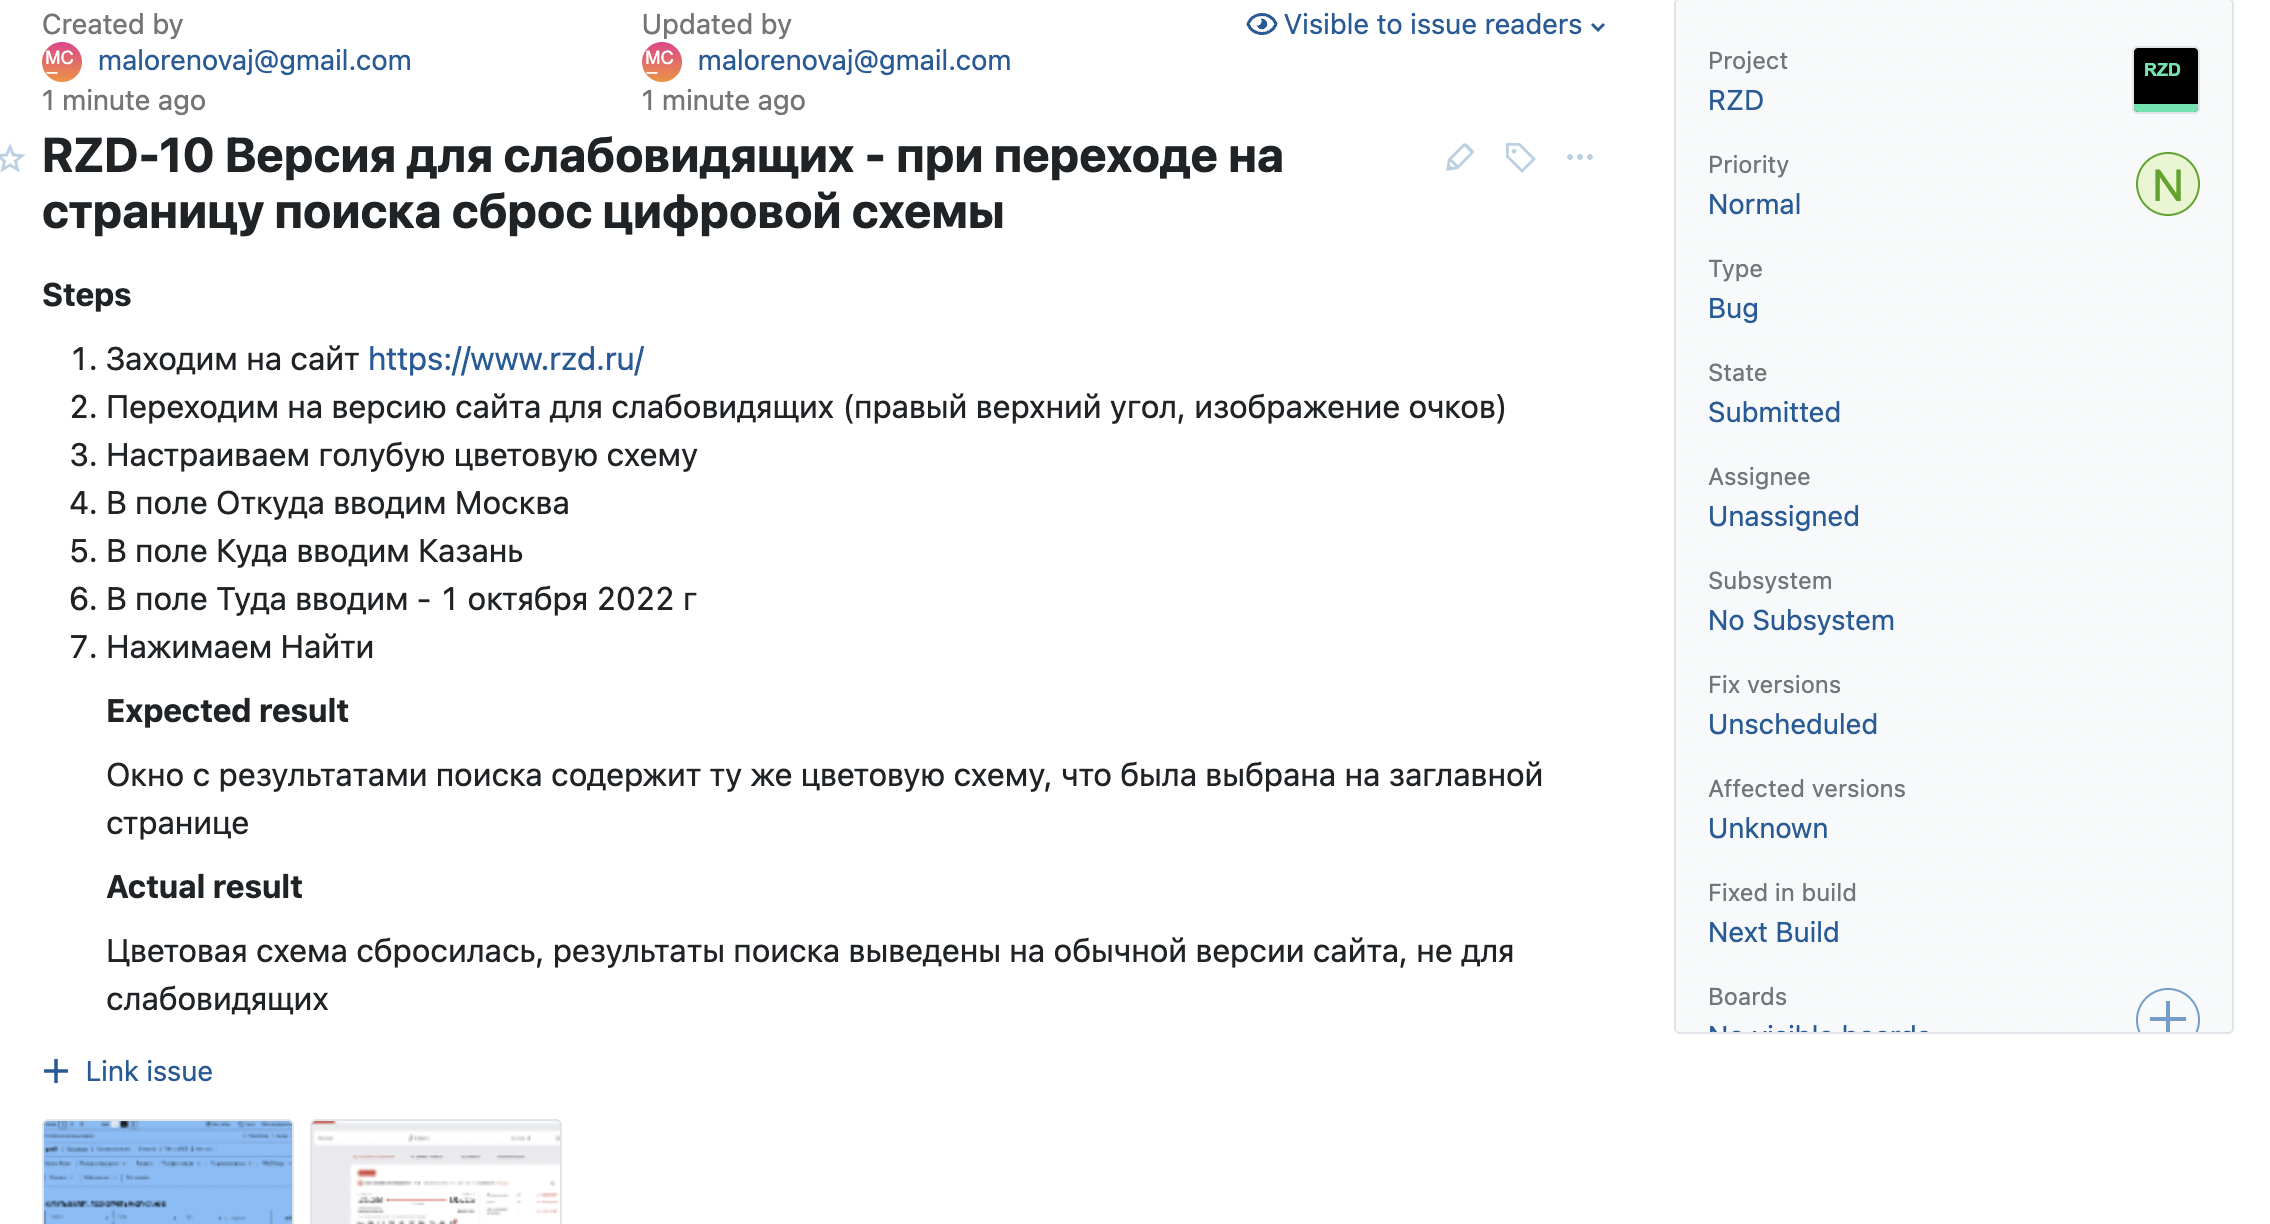 Created by
MC malorenovaj@gmail.com
1 minute ago
Updated by
MC malorenovaj@gmail.com
1 minute ago
Visible to issue readers
RZD-10 Версия для слабовидящих - при переходе на
страницу поиска сброс цифровой схемы
Steps
1. Заходим на сайт https://www.rzd.ru/
2. Переходим на версию сайта для слабовидящих (правый верхний угол, изображение очков)
3. Настраиваем голубую цветовую схему
4. В поле Откуда вводим Москва
5. В поле Куда вводим Казань
6. В поле Туда вводим - 1 октября 2022 г
7. Нажимаем Найти
Expected result
Окно с результатами поиска содержит ту же цветовую схему, что была выбрана на заглавной
странице
Actual result
Цветовая схема сбросилась, результаты поиска выведены на обычной версии сайта, не для
слабовидящих
Link issue
Project
RZD
RZD
Priority
Normal
N
Type
Bug
State
Submitted
Assignee
Unassigned
Subsystem
No Subsystem
Fix versions
Unscheduled
Affected versions
Unknown
Fixed in build
Next Build
Boards
No visible boards